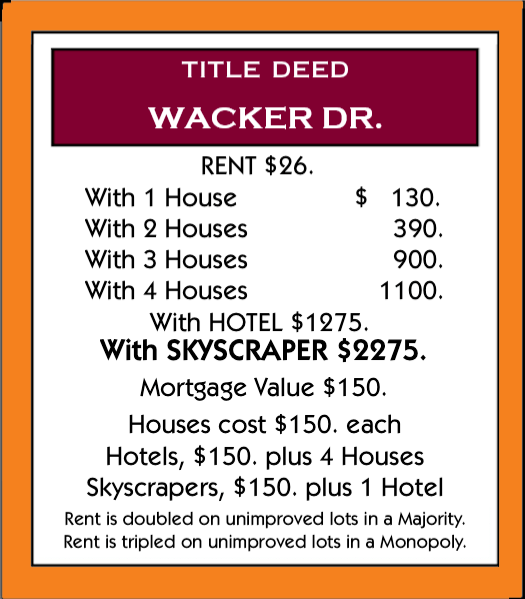 TITLE DEED
WACKER DR.
RENT $26.
With 1 House $ 130.
With 2 Houses 390.
With 3 Houses 900.
With 4 Houses 1100.
With HOTEL $1275.
With SKYSCRAPER $2275.
Mortgage Value $150.
Houses cost $150. each
Hotels, $150. plus 4 Houses
Skyscrapers, $150. plus 1 Hotel
Rent is doubled on unimproved lots in a Majority.
Rent is tripled on unimproved lots in a Monopoly.